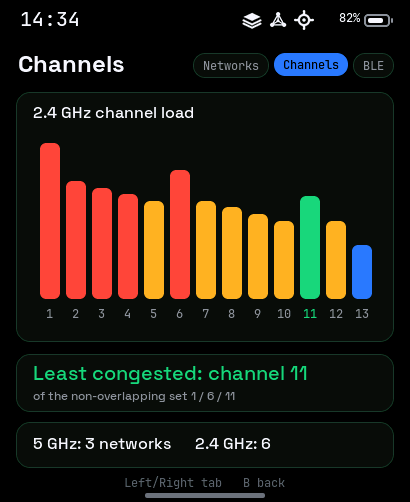 14:34 82%
Channels Networks Channels BLE
2.4 GHz channel load
1 2 3 4 5 6 7 8 9 10 11 12 13
Least congested: channel 11
of the non-overlapping set 1 / 6 / 11
5 GHz: 3 networks 2.4 GHz: 6
Left/Right tab B back